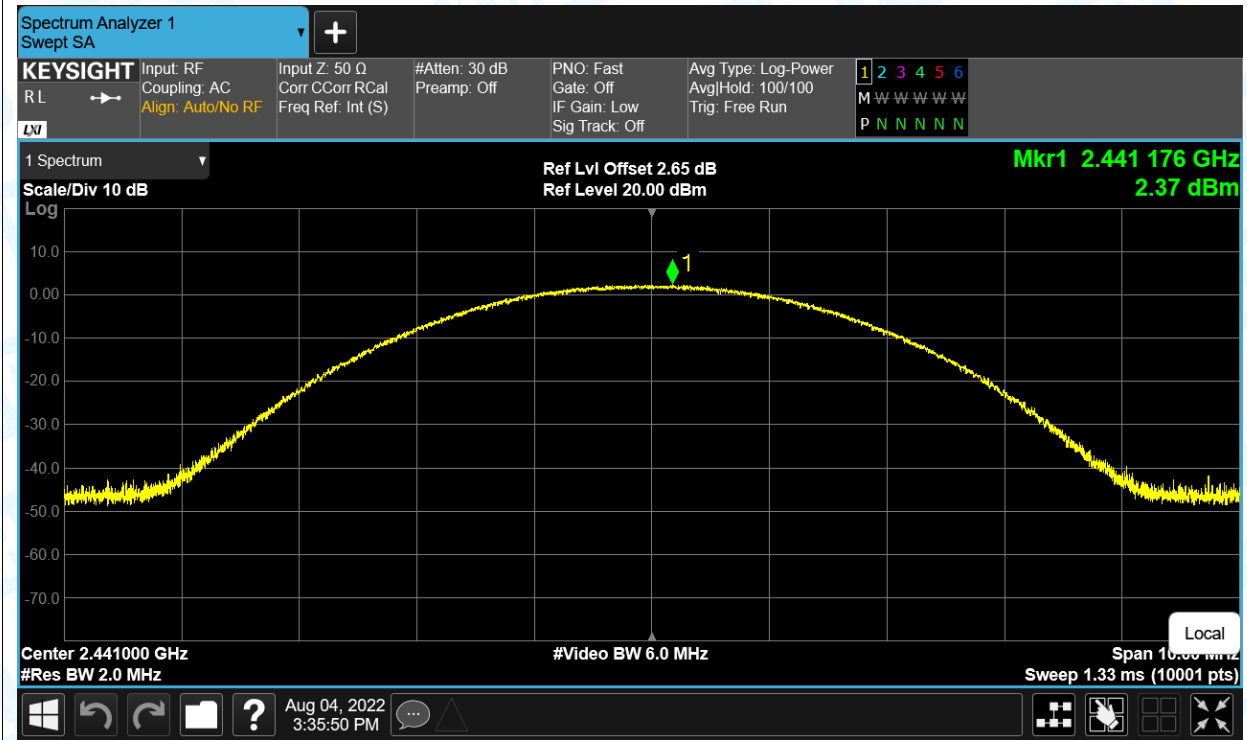 Spectrum Analyzer 1
Swept SA
+
KEYSIGHT
R L
LXI
Input: RF
Coupling: AC
Align: Auto/No RF
Input Z: 50 Ω
Corr CCorr RCal
Freq Ref: Int (S)
#Atten: 30 dB
Preamp: Off
PNO: Fast
Gate: Off
IF Gain: Low
Sig Track: Off
Avg Type: Log-Power
Avg|Hold: 100/100
Trig: Free Run
1 2 3 4 5 6
M W W W W W W
P N N N N N N
1 Spectrum
Scale/Div 10 dB
Log
Ref Lvl Offset 2.65 dB
Ref Level 20.00 dBm
Mkr1 2.441 176 GHz
2.37 dBm
1
10.0
0.00
-10.0
-20.0
-30.0
-40.0
-50.0
-60.0
-70.0
Local
Center 2.441000 GHz
#Video BW 6.0 MHz
Span 10.00 MHz
#Res BW 2.0 MHz
Sweep 1.33 ms (10001 pts)
?
Aug 04, 2022
3:35:50 PM